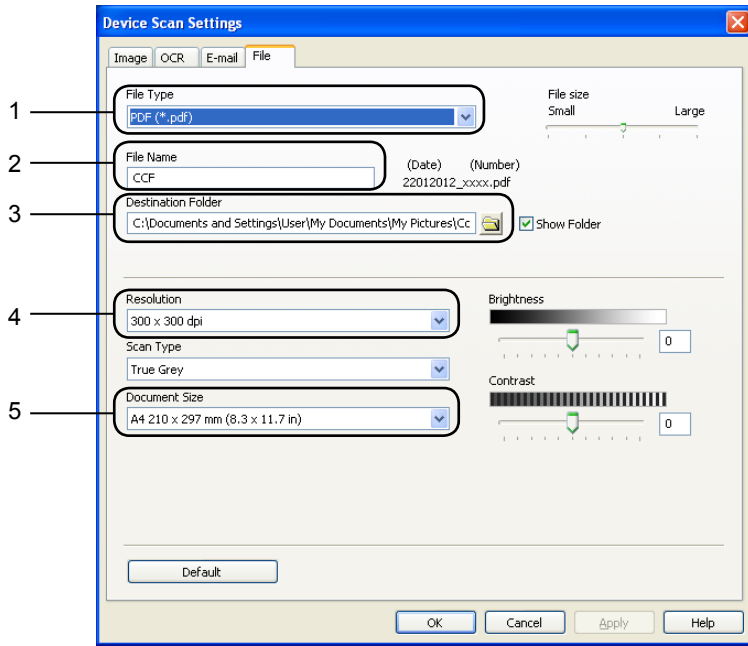 Device Scan Settings
Image OCR E-mail File
1
File Type
PDF (*.pdf)
File size
Small Large
2
File Name
CCF
(Date) (Number)
22012012_xxxx.pdf
3
Destination Folder
C:\Documents and Settings\User\My Documents\My Pictures\Cc
Show Folder
4
Resolution
300 x 300 dpi
Scan Type
True Grey
5
Document Size
A4 210 x 297 mm (8.3 x 11.7 in)
Brightness
0
Contrast
0
Default
OK Cancel Apply Help